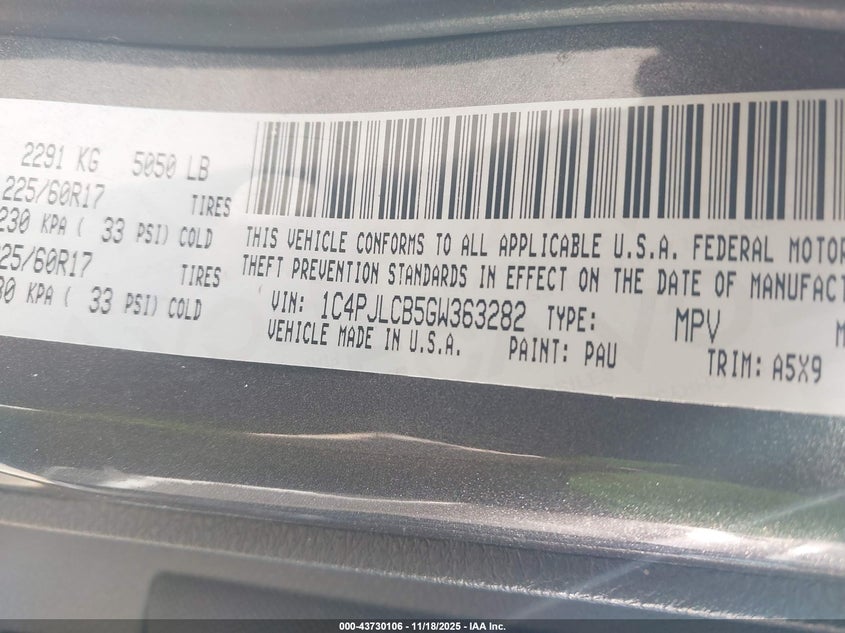 2291 KG 5050 LB
225/60R17 TIRES
230 KPA ( 33 PSI) COLD
225/60R17 TIRES
30 KPA ( 33 PSI) COLD
THIS VEHICLE CONFORMS TO ALL APPLICABLE U.S.A. FEDERAL MOTOR
THEFT PREVENTION STANDARDS IN EFFECT ON THE DATE OF MANUFACT
VIN: 1C4PJLCB5GW363282 TYPE: MPV M
VEHICLE MADE IN U.S.A. PAINT: PAU TRIM: A5X9
000-43730106 - 11/18/2025 - IAA Inc.